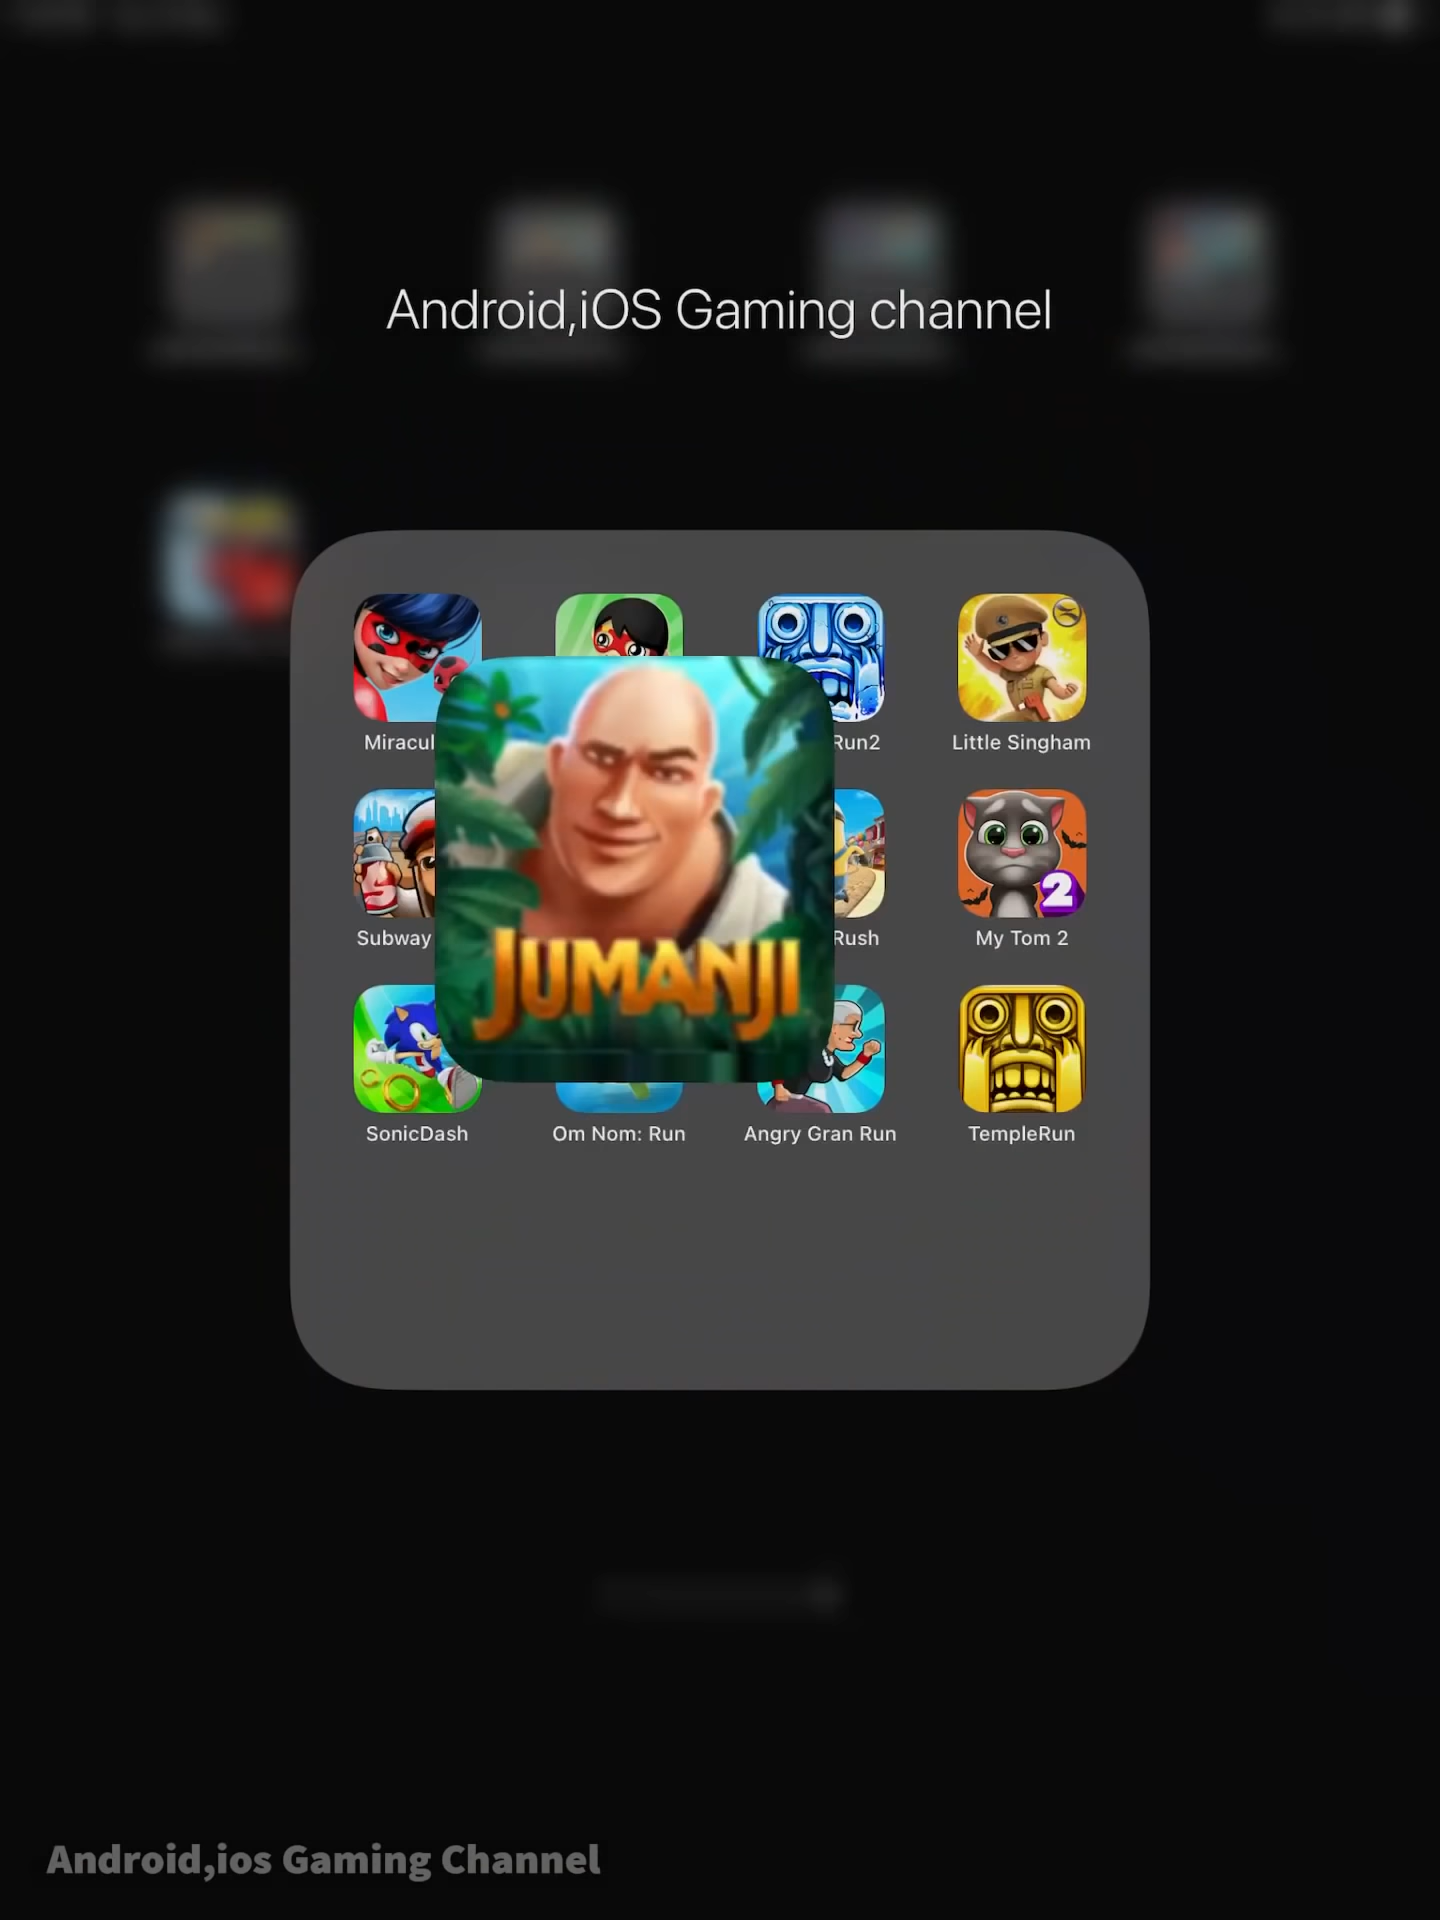 Android,iOS Gaming channel
Miracul
Run2
Little Singham
Subway
Rush
2
My Tom 2
JUMANJI
SonicDash
Om Nom: Run
Angry Gran Run
TempleRun
Android,ios Gaming Channel